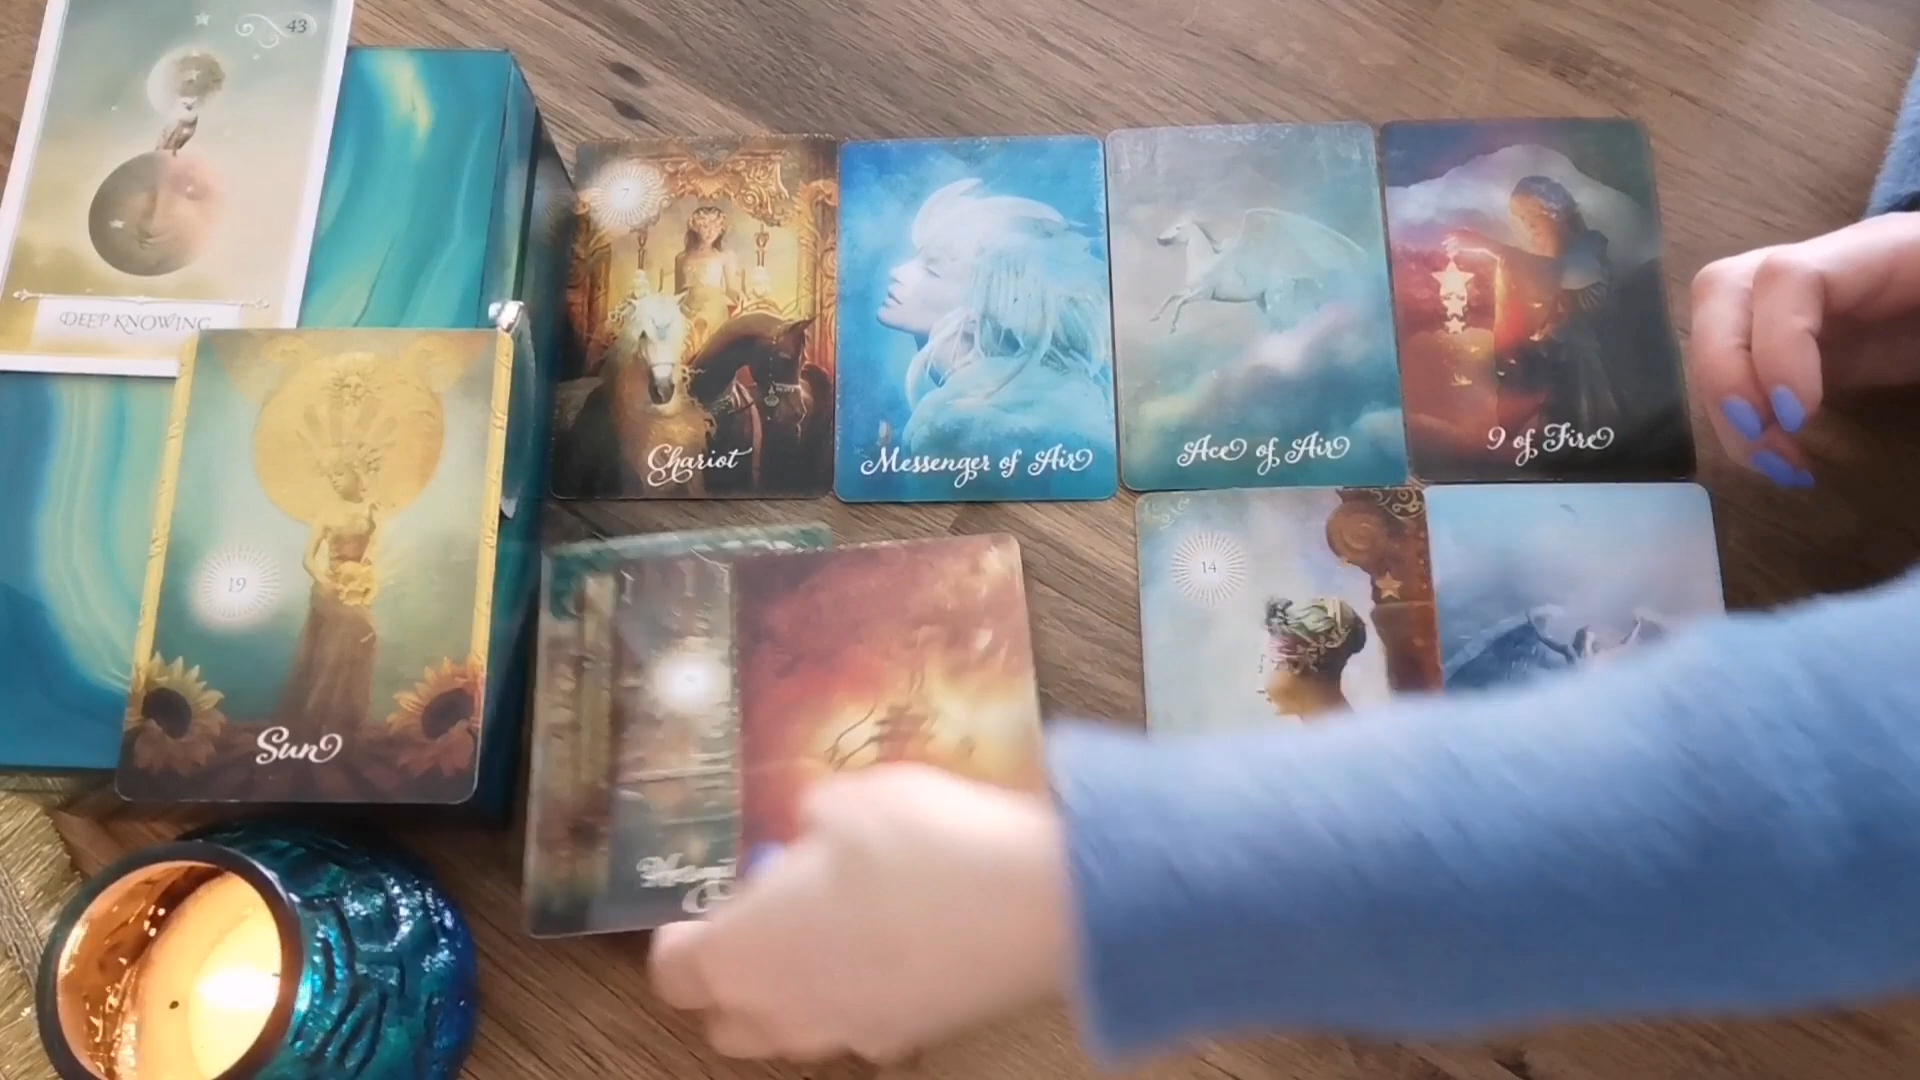 43
DEEP KNOWING
7
Chariot
Messenger of Air
Ace of Air
9 of Fire
19
Sun
14